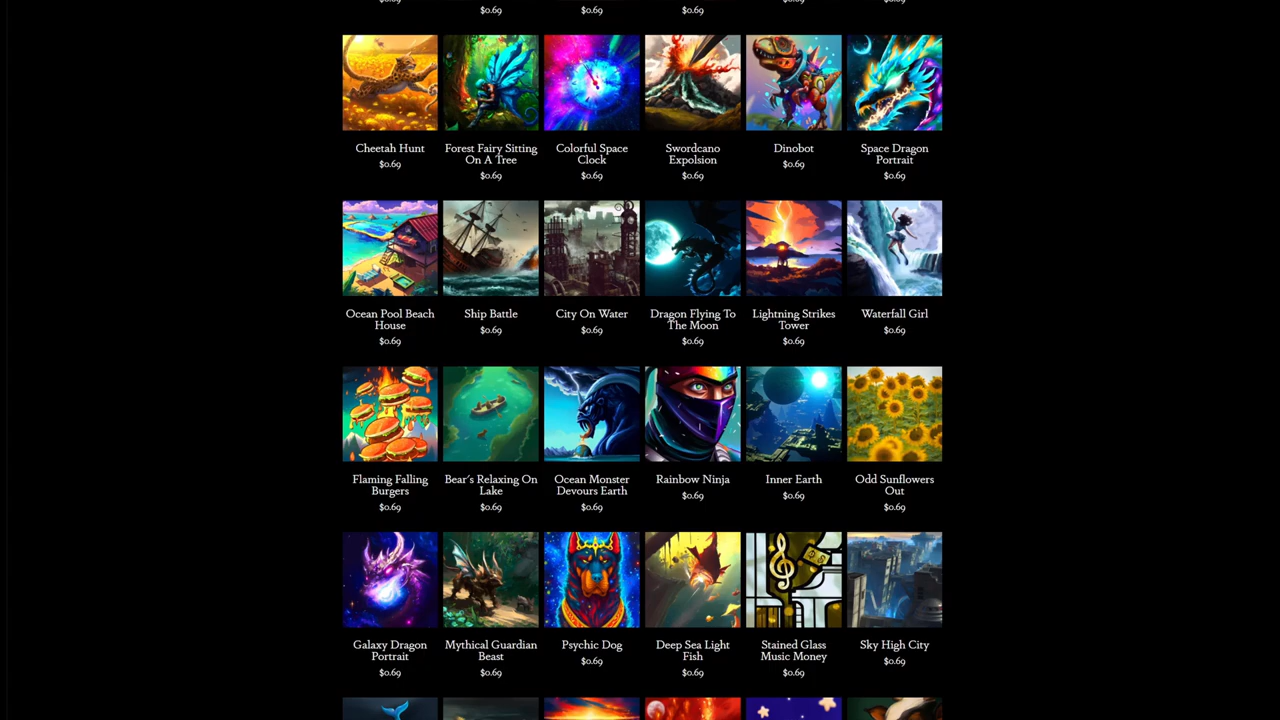 $0.69
$0.69
$0.69
$0.69
$0.69
$0.69
Cheetah Hunt
$0.69
Forest Fairy Sitting
On A Tree
$0.69
Colorful Space
Clock
$0.69
Swordcano
Expolsion
$0.69
Dinobot
$0.69
Space Dragon
Portrait
$0.69
Ocean Pool Beach
House
$0.69
Ship Battle
$0.69
City On Water
$0.69
Dragon Flying To
The Moon
$0.69
Lightning Strikes
Tower
$0.69
Waterfall Girl
$0.69
Flaming Falling
Burgers
$0.69
Bear's Relaxing On
Lake
$0.69
Ocean Monster
Devours Earth
$0.69
Rainbow Ninja
$0.69
Inner Earth
$0.69
Odd Sunflowers
Out
$0.69
Galaxy Dragon
Portrait
$0.69
Mythical Guardian
Beast
$0.69
Psychic Dog
$0.69
Deep Sea Light
Fish
$0.69
Stained Glass
Music Money
$0.69
Sky High City
$0.69